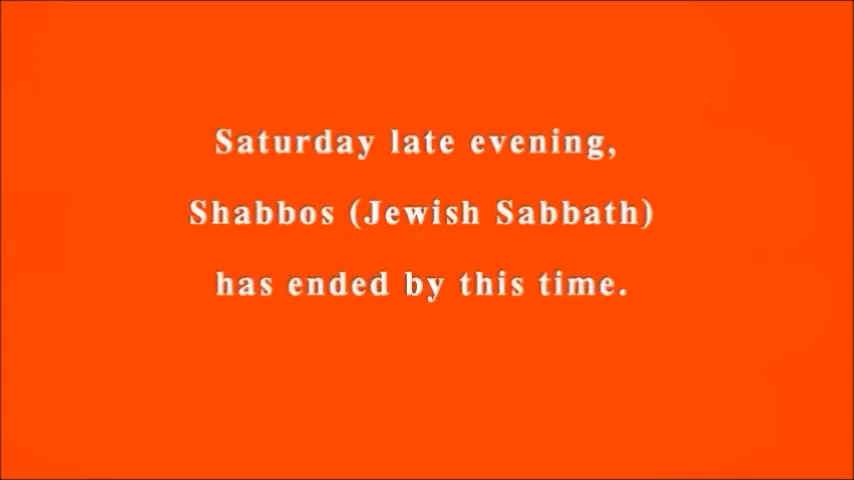 Saturday late evening,
Shabbos (Jewish Sabbath)
has ended by this time.